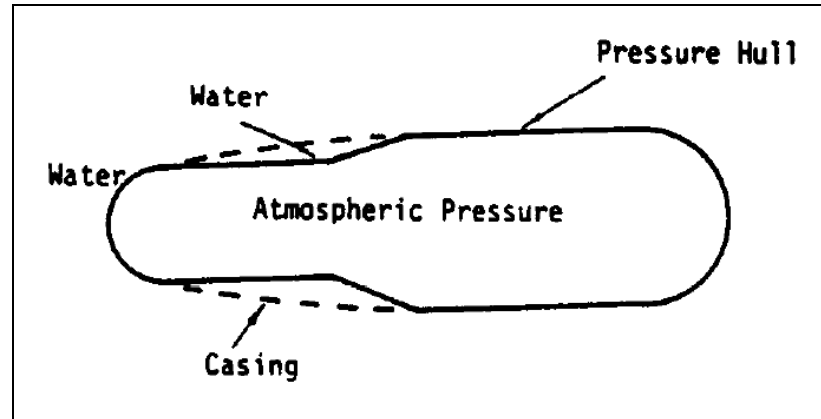 Pressure Hull
Water
Water
Atmospheric Pressure
Casing